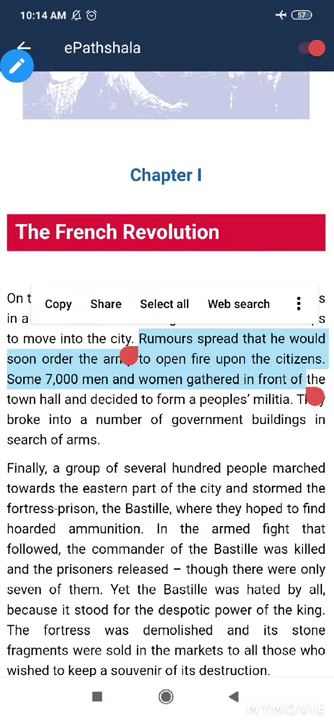 10:14 AM
57
ePathshala
Chapter I
The French Revolution
On t
s
Copy Share Select all Web search
in a
ps
to move into the city. Rumours spread that he would
soon order the army to open fire upon the citizens.
Some 7,000 men and women gathered in front of the
town hall and decided to form a peoples’ militia. They
broke into a number of government buildings in
search of arms.
Finally, a group of several hundred people marched
towards the eastern part of the city and stormed the
fortress-prison, the Bastille, where they hoped to find
hoarded ammunition. In the armed fight that
followed, the commander of the Bastille was killed
and the prisoners released – though there were only
seven of them. Yet the Bastille was hated by all,
because it stood for the despotic power of the king.
The fortress was demolished and its stone
fragments were sold in the markets to all those who
wished to keep a souvenir of its destruction.
MYMOVIE